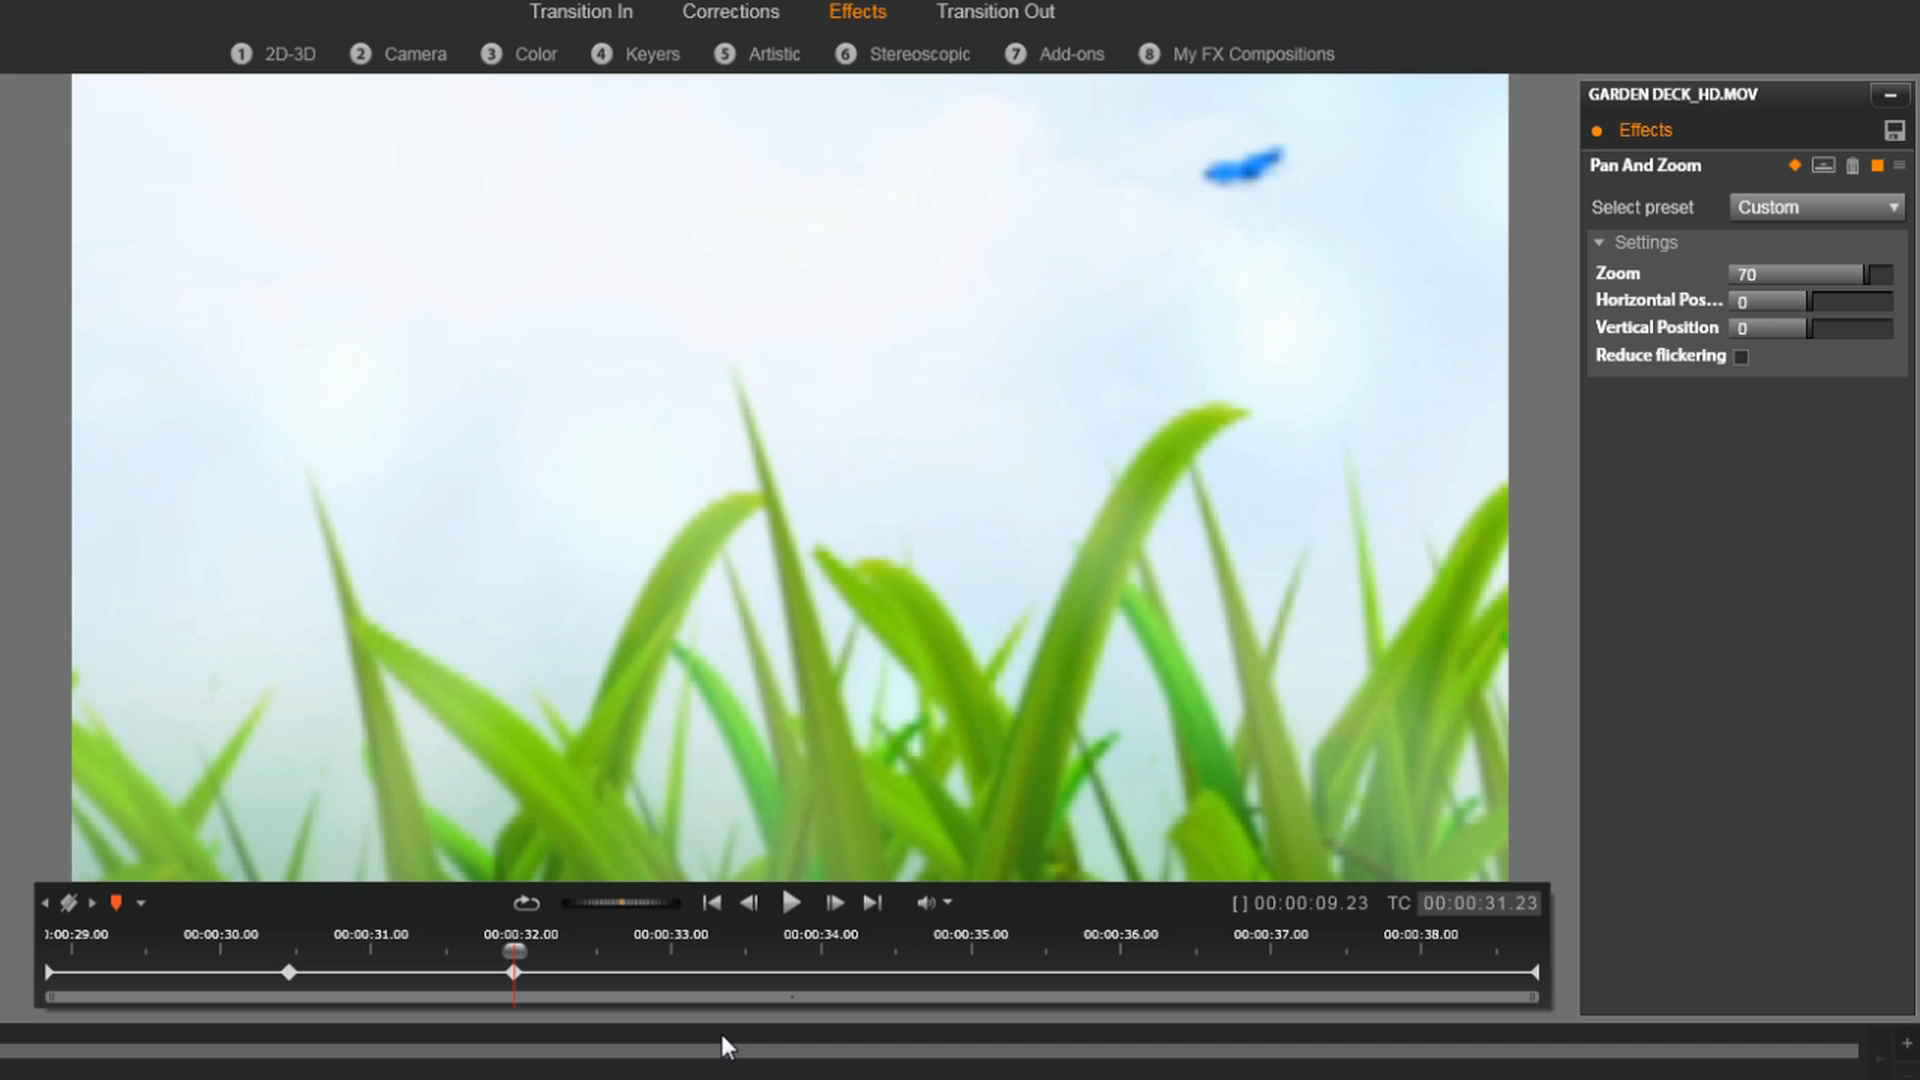 Transition In Corrections Effects Transition Out
1 2D-3D 2 Camera 3 Color 4 Keyers 5 Artistic 6 Stereoscopic 7 Add-ons 8 My FX Compositions
GARDEN DECK_HD.MOV
Effects
Pan And Zoom
Select preset Custom
Settings
Zoom 70
Horizontal Pos... 0
Vertical Position 0
Reduce flickering
[ ] 00:00:09.23 TC 00:00:31.23
):00:29.00 00:00:30.00 00:00:31.00 00:00:32.00 00:00:33.00 00:00:34.00 00:00:35.00 00:00:36.00 00:00:37.00 00:00:38.00